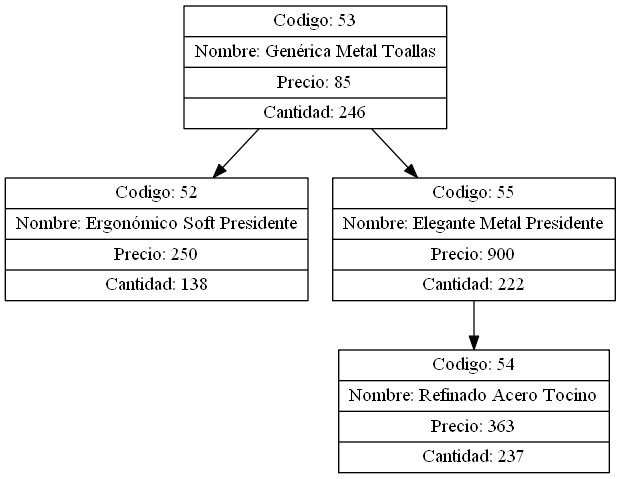 Codigo: 53
Nombre: Genérica Metal Toallas
Precio: 85
Cantidad: 246
Codigo: 52
Nombre: Ergonómico Soft Presidente
Precio: 250
Cantidad: 138
Codigo: 55
Nombre: Elegante Metal Presidente
Precio: 900
Cantidad: 222
Codigo: 54
Nombre: Refinado Acero Tocino
Precio: 363
Cantidad: 237